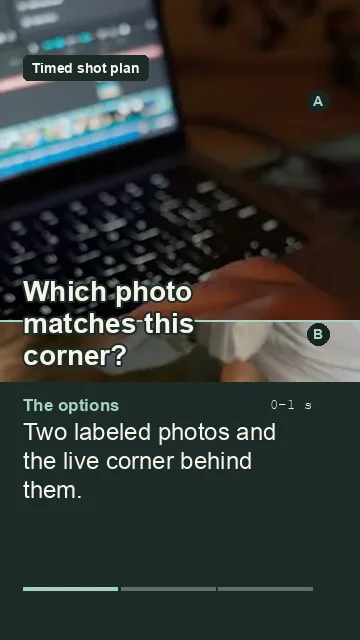 Timed shot plan
A
Which photo
matches this
corner?
B
The options
0–1 s
Two labeled photos and
the live corner behind
them.